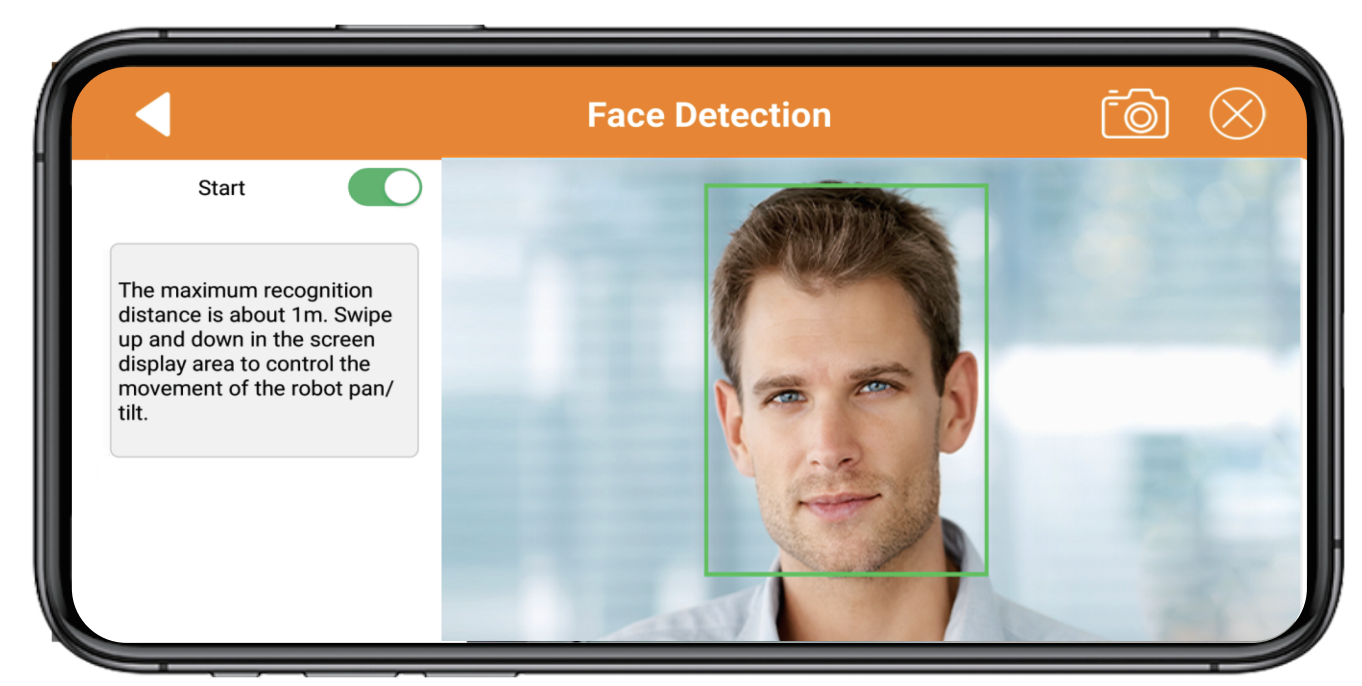 Face Detection
Start
The maximum recognition
distance is about 1m. Swipe
up and down in the screen
display area to control the
movement of the robot pan/
tilt.